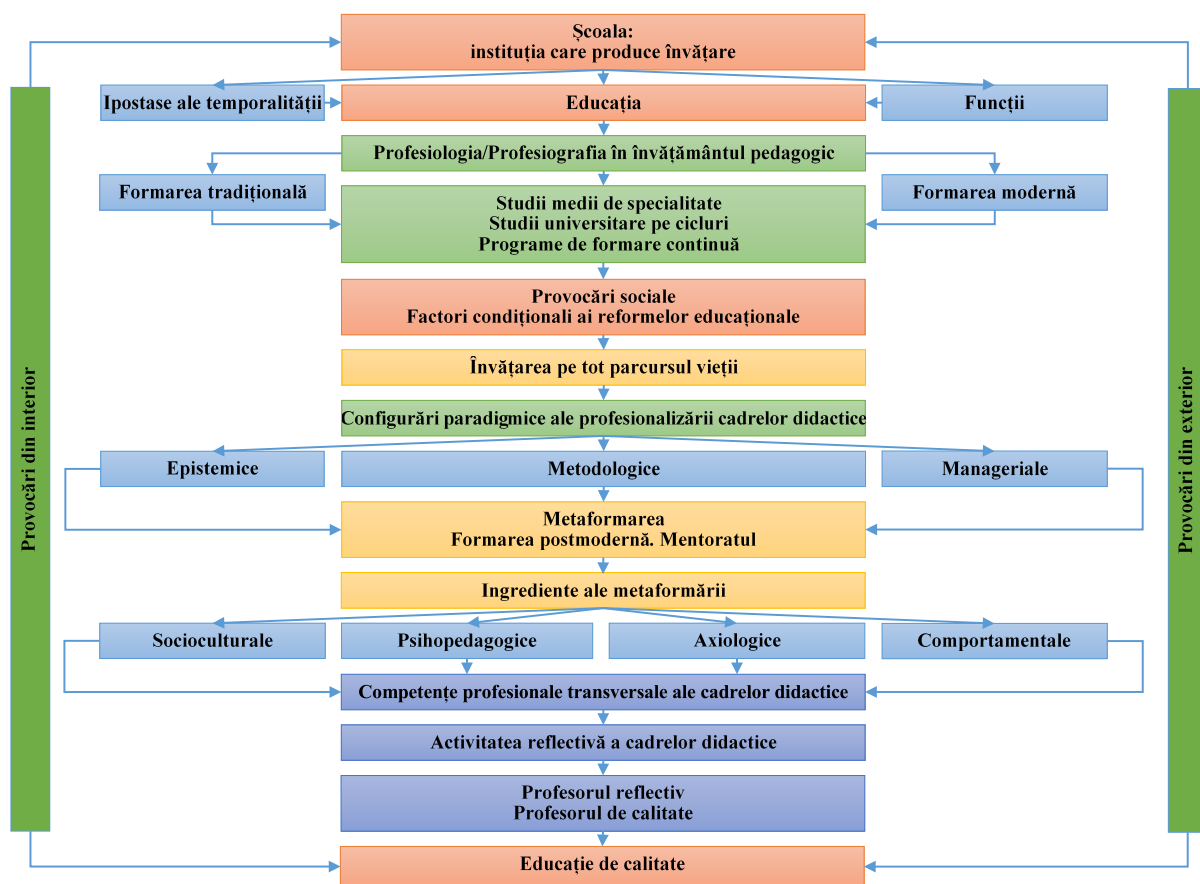 Școala:
instituția care produce învățare
Ipostase ale temporalității
Educația
Funcții
Profesiologia/Profesiografia în învățământul pedagogic
Formarea tradițională
Formarea modernă
Studii medii de specialitate
Studii universitare pe cicluri
Programe de formare continuă
Provocări sociale
Factori condiționali ai reformelor educaționale
Învățarea pe tot parcursul vieții
Configurări paradigmice ale profesionalizării cadrelor didactice
Epistemice
Metodologice
Manageriale
Metaformarea
Formarea postmodernă. Mentoratul
Ingrediente ale metaformării
Socioculturale
Psihopedagogice
Axiologice
Comportamentale
Competențe profesionale transversale ale cadrelor didactice
Activitatea reflectivă a cadrelor didactice
Profesorul reflectiv
Profesorul de calitate
Educație de calitate
Provocări din interior
Provocări din exterior